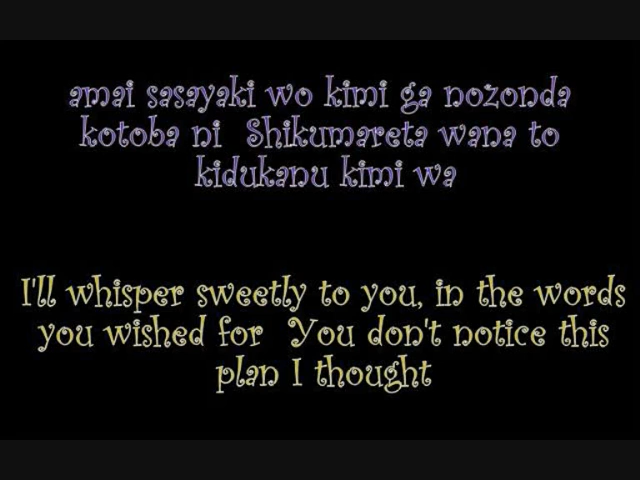 amai sasayaki wo kimi ga nozonda
kotoba ni Shikumareta wana to
kidukanu kimi wa
I'll whisper sweetly to you, in the words
you wished for You don't notice this
plan I thought